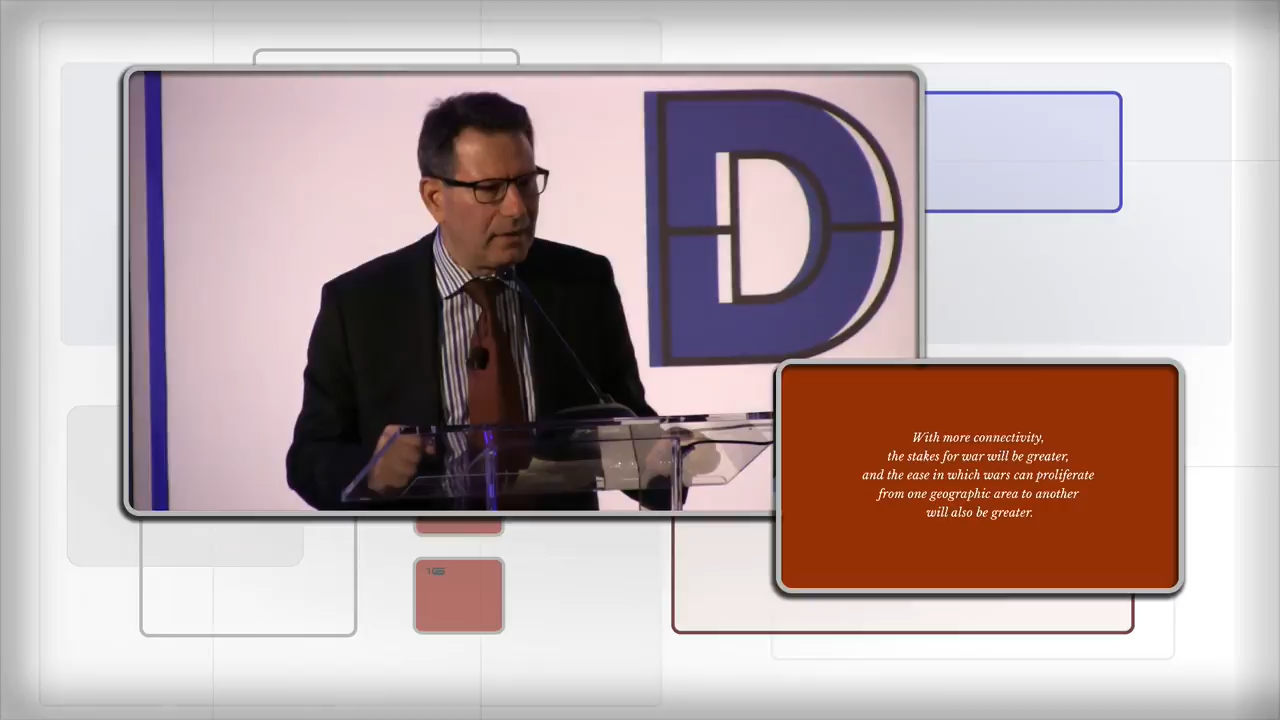 D
With more connectivity,
the stakes for war will be greater,
and the ease in which wars can proliferate
from one geographic area to another
will also be greater.
16